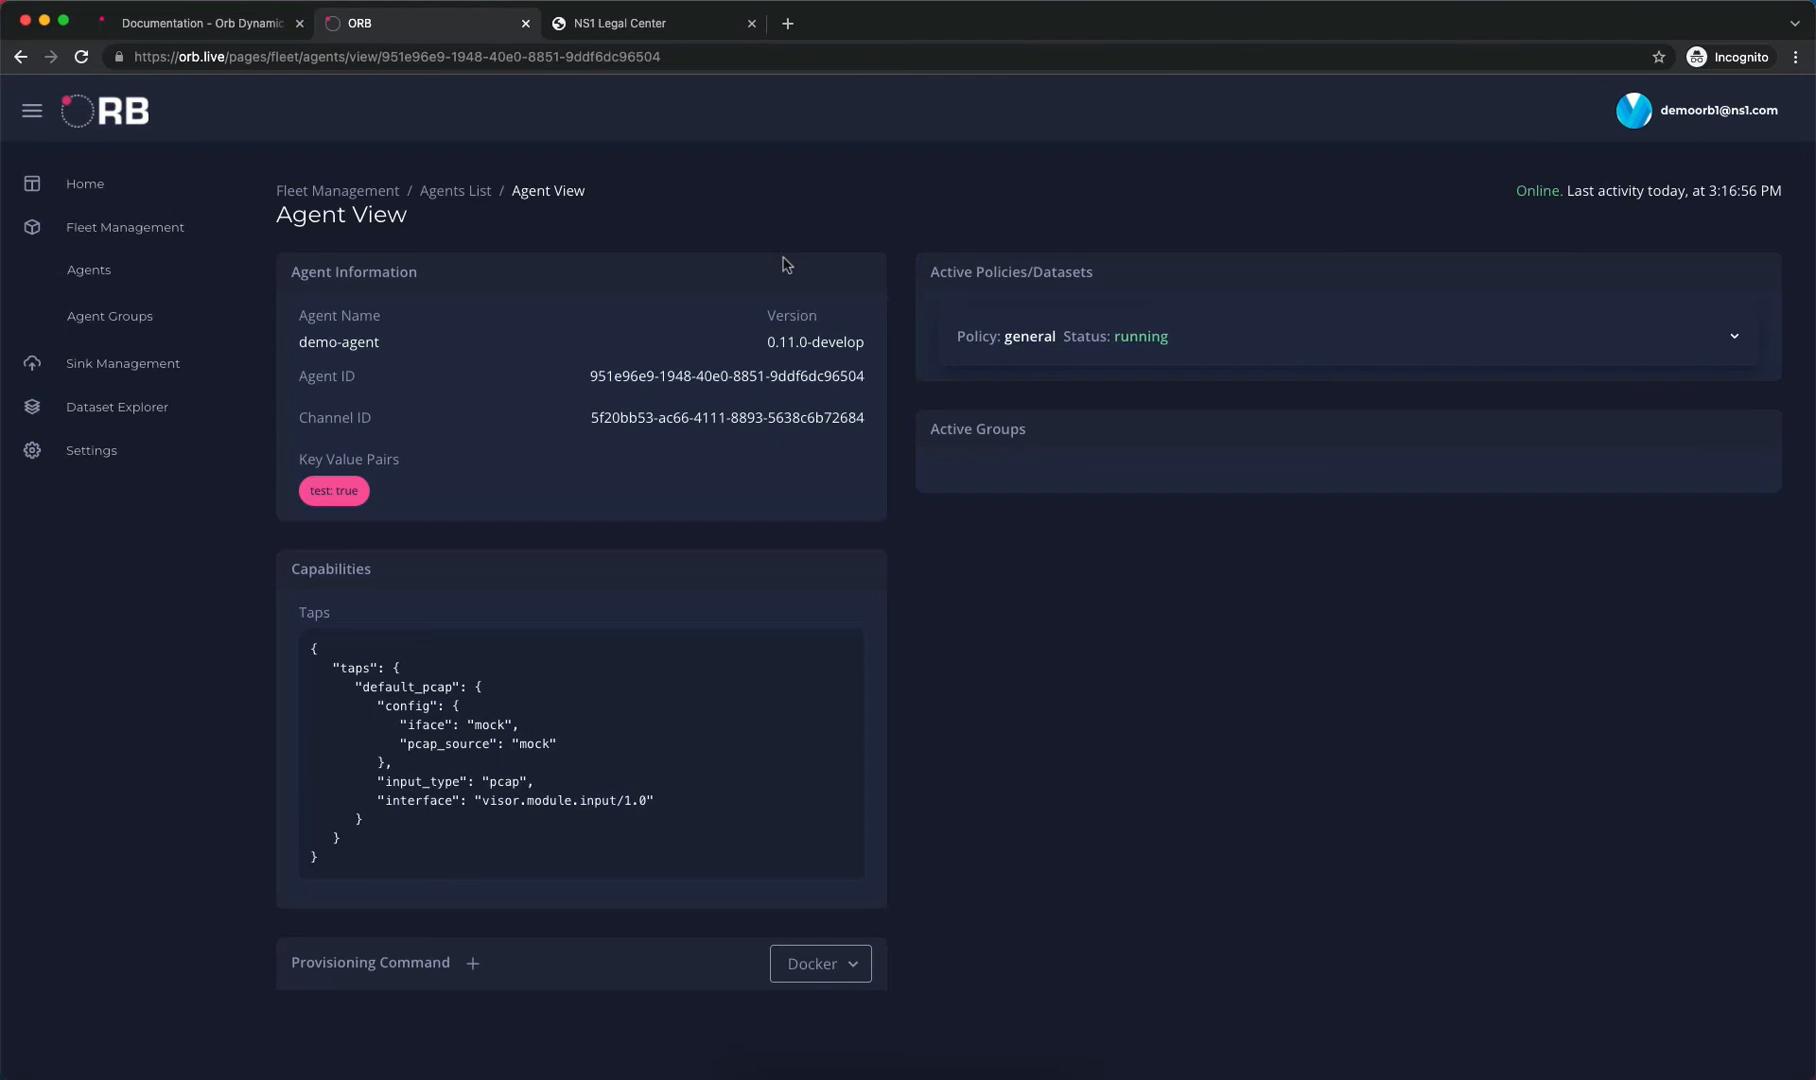 Documentation - Orb Dynamic
ORB
NS1 Legal Center
https://orb.live/pages/fleet/agents/view/951e96e9-1948-40e0-8851-9ddf6dc96504
Incognito
ORB
demoorb1@ns1.com
Home
Fleet Management
Agents
Agent Groups
Sink Management
Dataset Explorer
Settings
Fleet Management / Agents List / Agent View
Online. Last activity today, at 3:16:56 PM
Agent View
Agent Information
Agent Name
Version
demo-agent
0.11.0-develop
Agent ID
951e96e9-1948-40e0-8851-9ddf6dc96504
Channel ID
5f20bb53-ac66-4111-8893-5638c6b72684
Key Value Pairs
test: true
Active Policies/Datasets
Policy: general Status: running
Active Groups
Capabilities
Taps
{
"taps": {
"default_pcap": {
"config": {
"iface": "mock",
"pcap_source": "mock"
},
"input_type": "pcap",
"interface": "visor.module.input/1.0"
}
}
}
Provisioning Command +
Docker